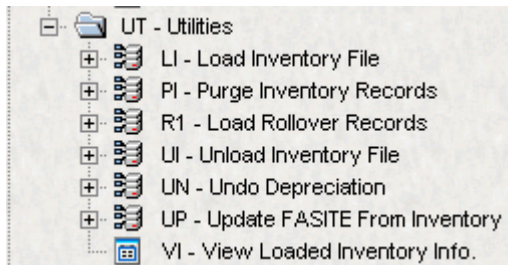 UT - Utilities
LI - Load Inventory File
PI - Purge Inventory Records
R1 - Load Rollover Records
UI - Unload Inventory File
UN - Undo Depreciation
UP - Update FASITE From Inventory
VI - View Loaded Inventory Info.